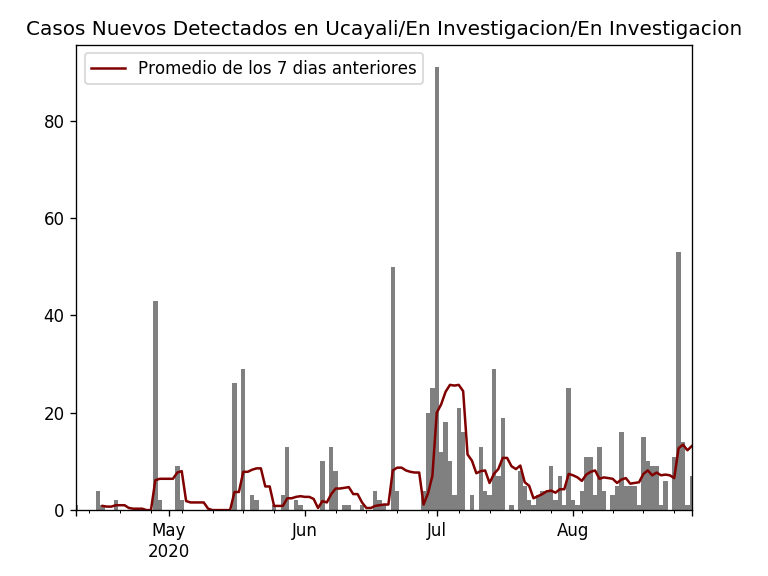 Casos Nuevos Detectados en Ucayali/En Investigacion/En Investigacion
Promedio de los 7 dias anteriores
80
60
40
20
0
May
2020
Jun
Jul
Aug